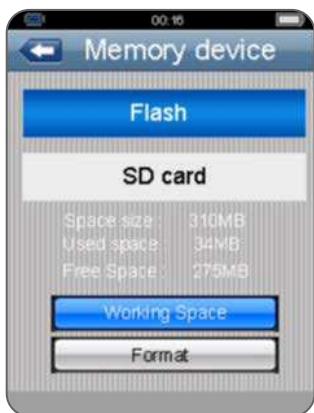 00:16
Memory device
Flash
SD card
Space size : 310MB
Used space : 34MB
Free Space : 275MB
Working Space
Format